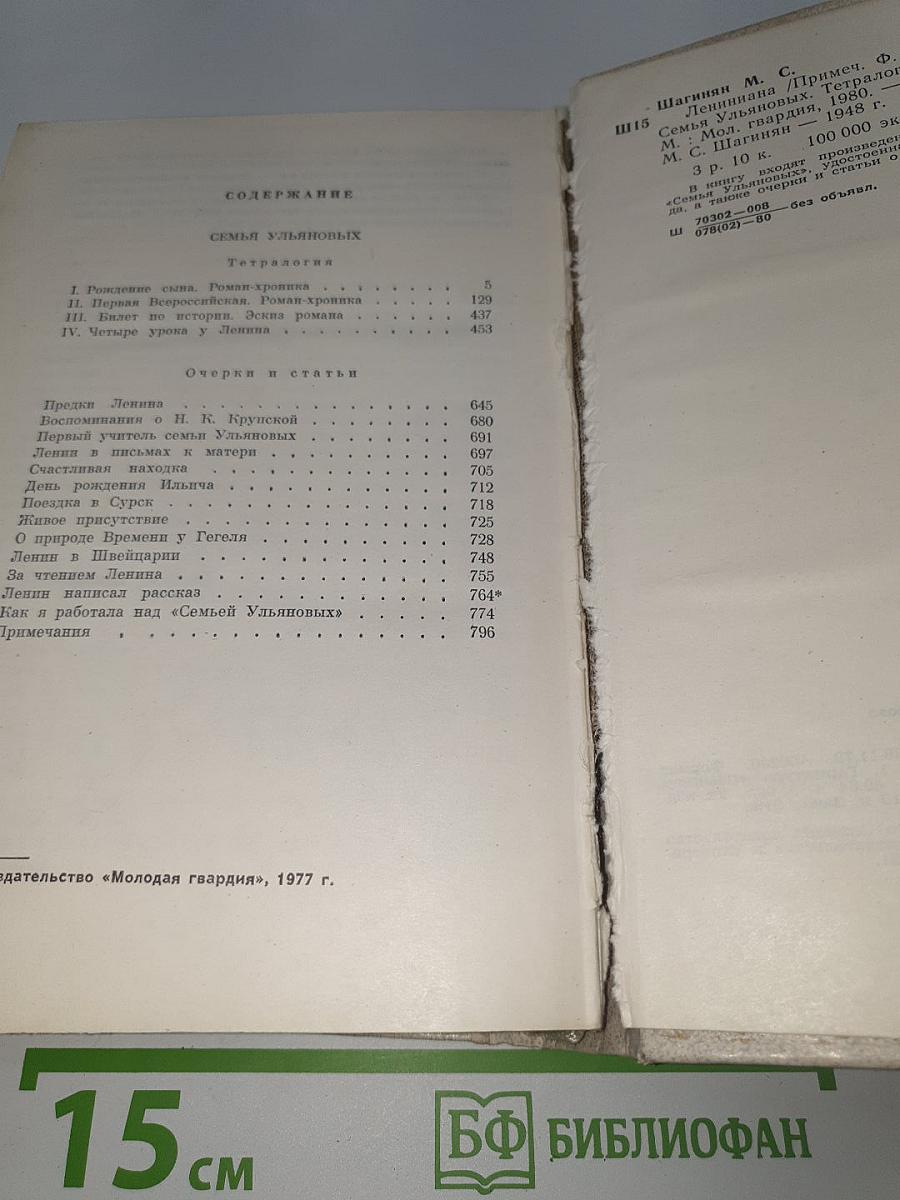 СОДЕРЖАНИЕ
СЕМЬЯ УЛЬЯНОВЫХ
Тетралогия
I. Рождение сына. Роман-хроника . . . . . . . . 5
II. Первая Всероссийская. Роман-хроника . . . . . 129
III. Билет по истории. Эскиз романа . . . . . . 437
IV. Четыре урока у Ленина . . . . . . . . . . 453
Очерки и статьи
Предки Ленина . . . . . . . . . . . . . . 645
Воспоминания о Н. К. Крупской . . . . . . . . 680
Первый учитель семьи Ульяновых . . . . . . . . 691
Ленин в письмах к матери . . . . . . . . . . 697
Счастливая находка . . . . . . . . . . . . 705
День рождения Ильича . . . . . . . . . . . . 712
Поездка в Сурск . . . . . . . . . . . . . . 718
Живое присутствие . . . . . . . . . . . . . 725
О природе Времени у Гегеля . . . . . . . . . . 728
Ленин в Швейцарии . . . . . . . . . . . . 748
За чтением Ленина . . . . . . . . . . . . . 755
Ленин написал рассказ . . . . . . . . . . . 764*
Как я работала над «Семьей Ульяновых» . . . . . 774
Примечания . . . . . . . . . . . . . . . 796
здательство «Молодая гвардия», 1977 г.
Шагинян М. С.
Ш15 Лениниана /Примеч. Ф.
Семья Ульяновых. Тетралог
М. : Мол. гвардия, 1980. —
М. С. Шагинян — 1948 г.
3 р. 10 к. 100 000 эк
В книгу входят произведен
«Семья Ульяновых», удостоенна
да, а также очерки и статьи о
Ш 70302—008
078(02)—80 — без объявл.
15 см
БФ БИБЛИОФАН